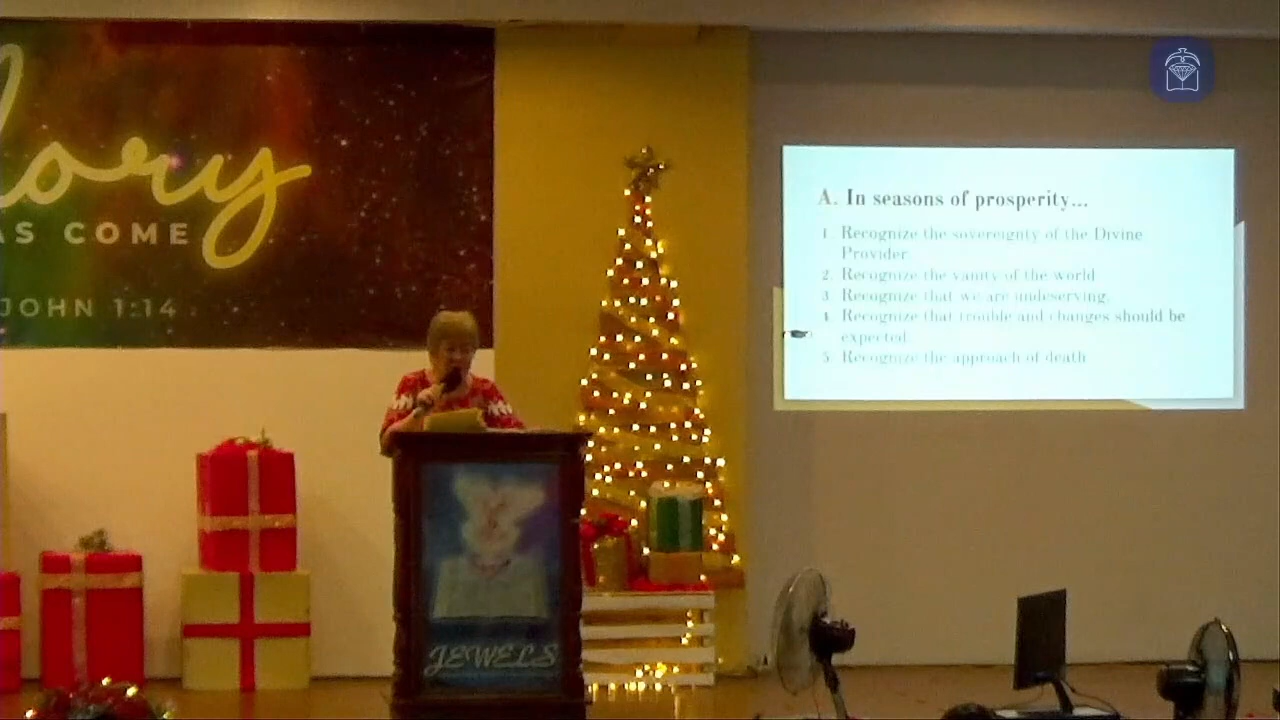 lory
AS COME
JOHN 1:14
A. In seasons of prosperity...
1. Recognize the sovereignty of the Divine
Provider.
2. Recognize the vanity of the world.
3. Recognize that we are undeserving.
4. Recognize that trouble and changes should be
expected.
5. Recognize the approach of death.
JEWELS